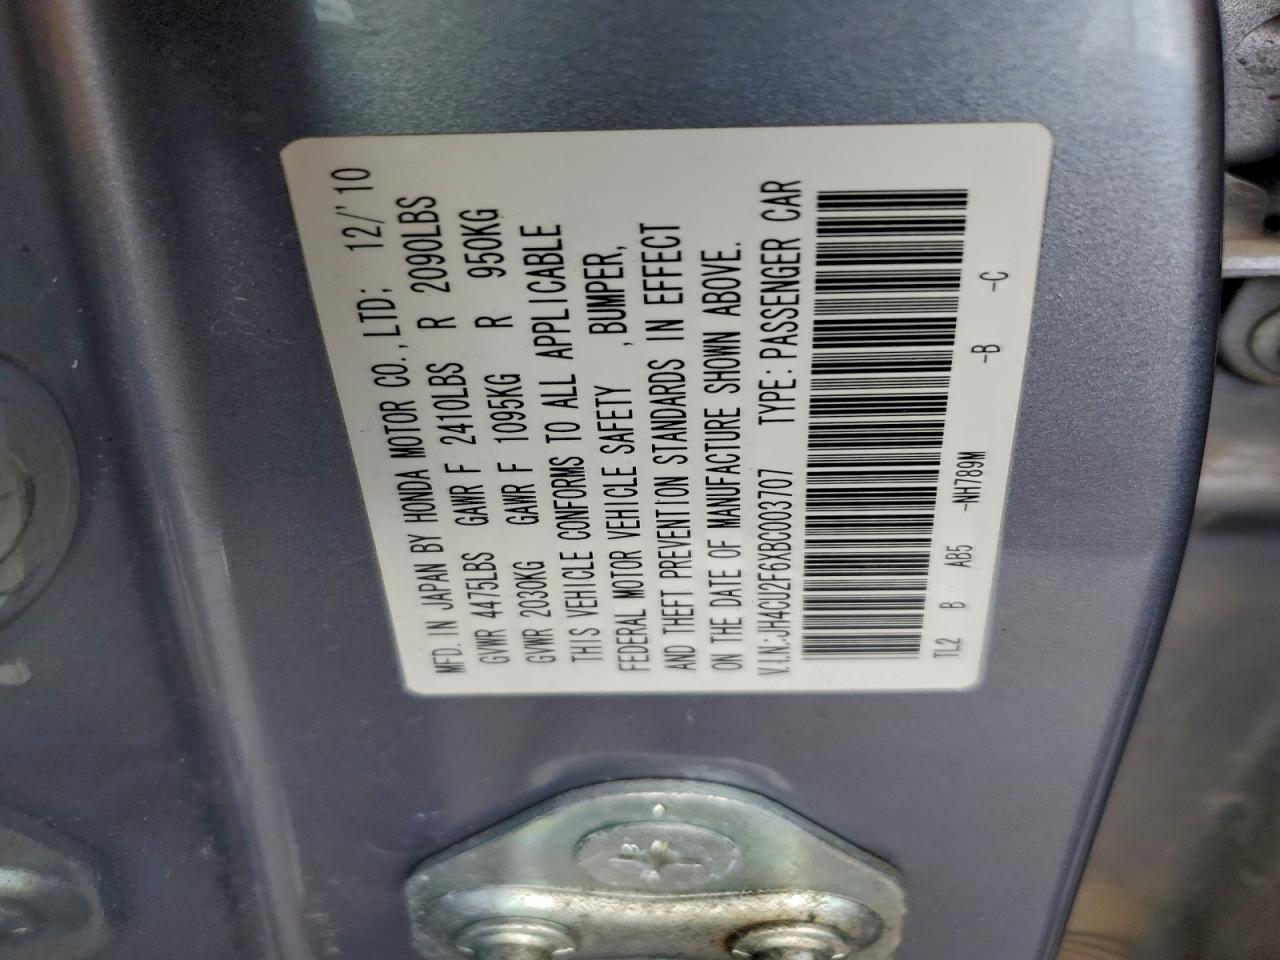 MFD. IN JAPAN BY HONDA MOTOR CO., LTD; 12/'10
GVWR 4475LBS GAWR F 2410LBS R 2090LBS
GVWR 2030KG GAWR F 1095KG R 950KG
THIS VEHICLE CONFORMS TO ALL APPLICABLE
FEDERAL MOTOR VEHICLE SAFETY , BUMPER,
AND THEFT PREVENTION STANDARDS IN EFFECT
ON THE DATE OF MANUFACTURE SHOWN ABOVE.
V.I.N.:JH4CU2F6XBC003707 TYPE: PASSENGER CAR
TL2 B AB5 -NH789M -B -C